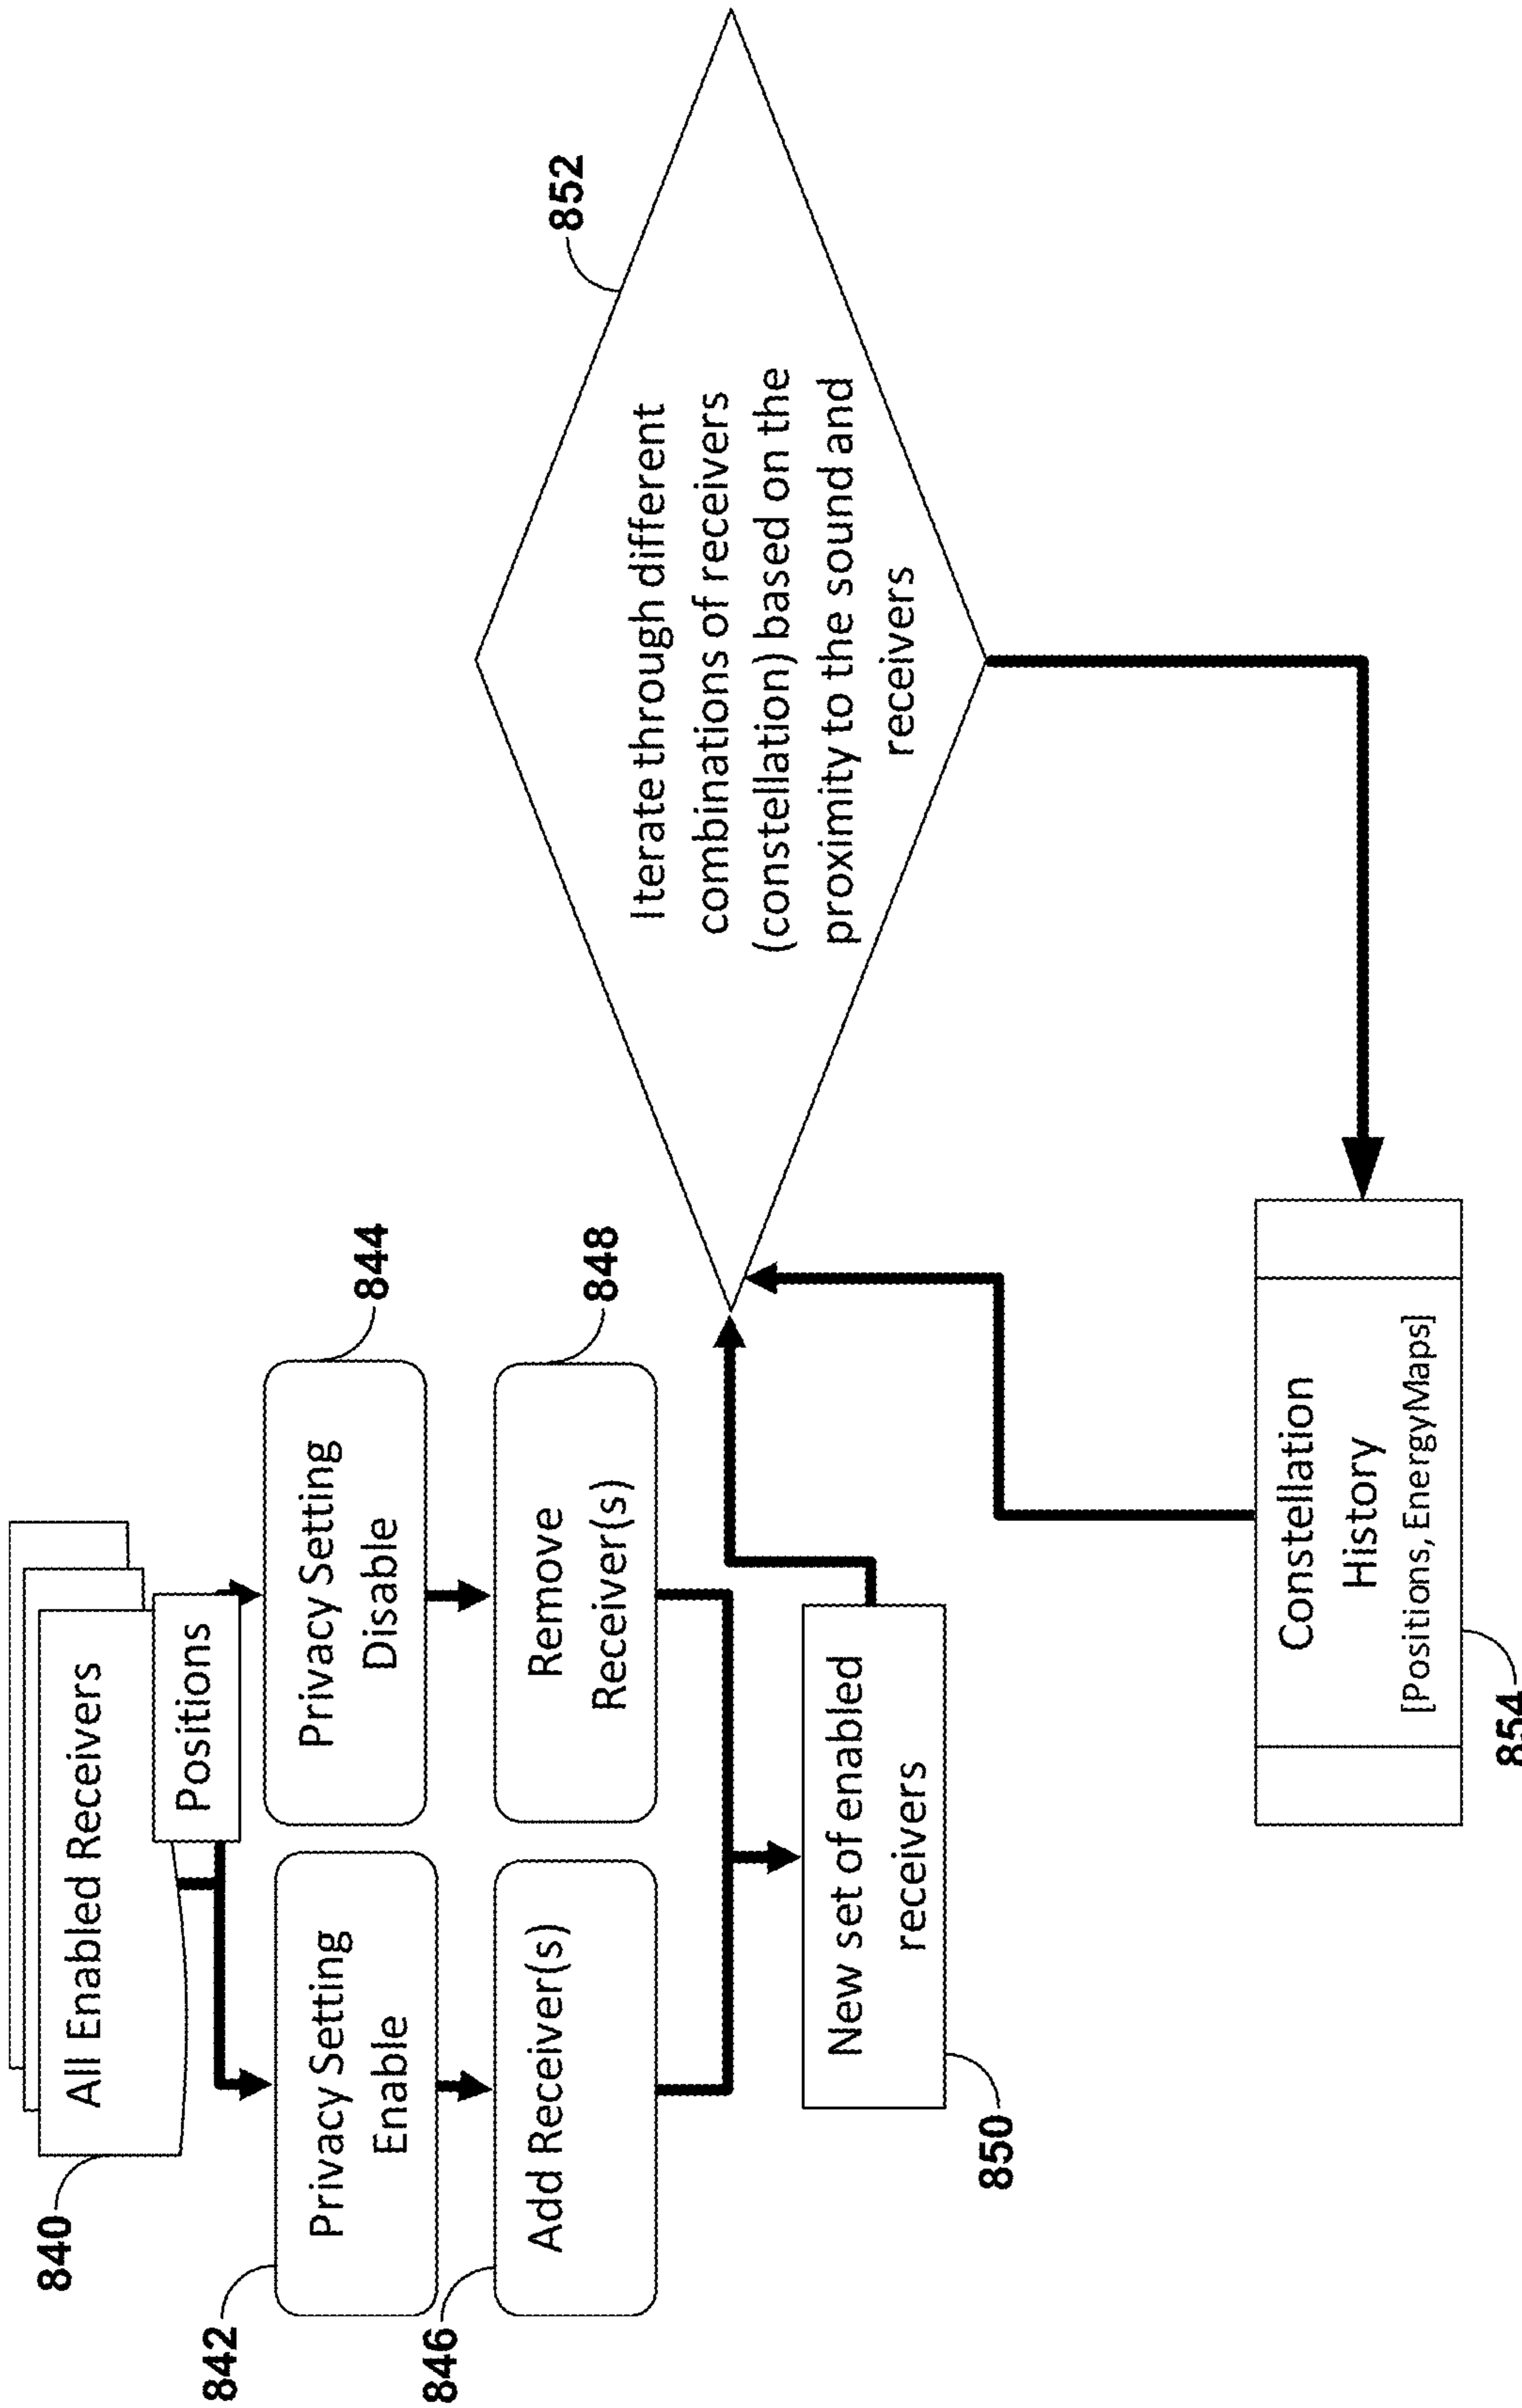 840
All Enabled Receivers
Positions
842
Privacy Setting
Enable
844
Privacy Setting
Disable
846
Add Receiver(s)
848
Remove
Receiver(s)
850
New set of enabled
receivers
852
Iterate through different
combinations of receivers
(constellation) based on the
proximity to the sound and
receivers
Constellation
History
[Positions, EnergyMaps]
854